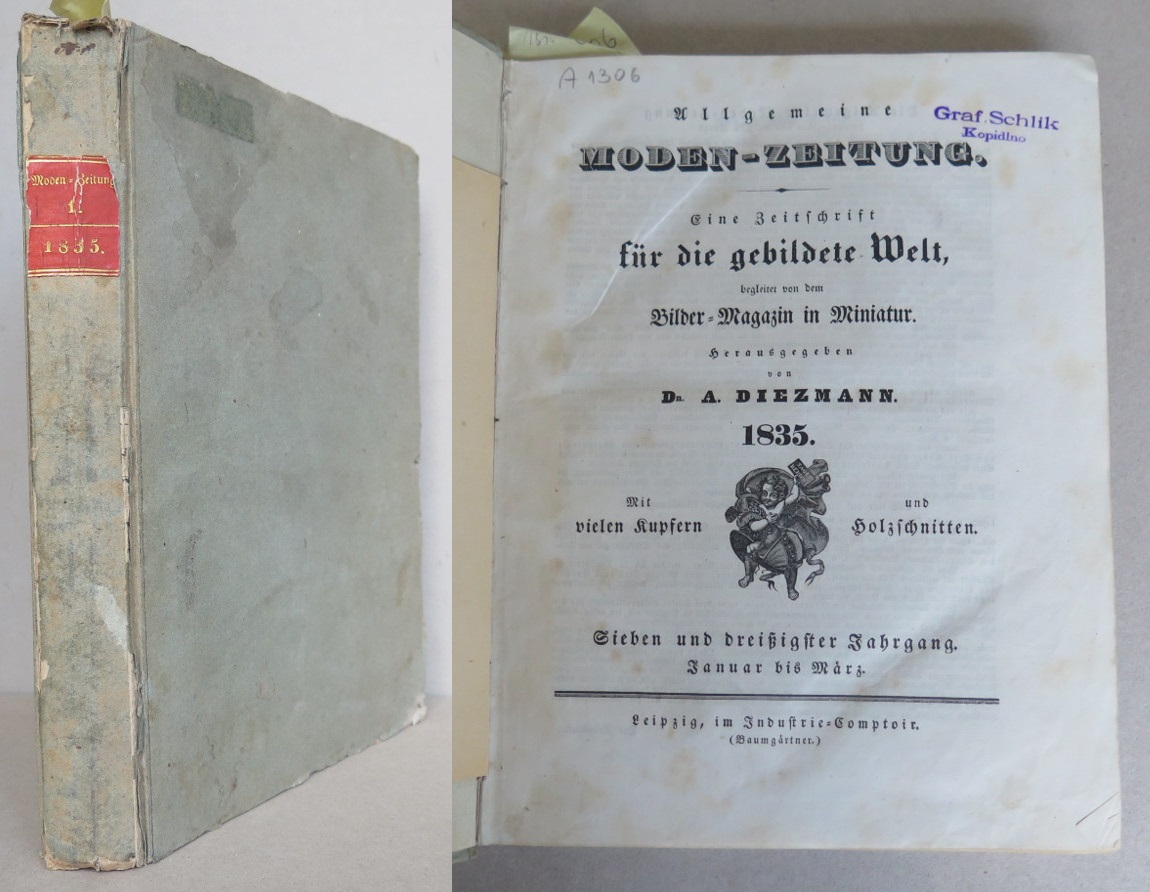 Moden-Zeitung
1.
1835.
A 1306
Graf. Schlik
Kopidlno
Allgemeine
MODEN-ZEITUNG.
Eine Zeitschrift
für die gebildete Welt,
begleitet von dem
Bilder-Magazin in Miniatur.
Herausgegeben
von
Dr. A. DIEZMANN.
1835.
Mit
vielen Kupfern
und
Holzschnitten.
Sieben und dreißigster Jahrgang.
Januar bis März.
Leipzig, im Industrie-Comptoir.
(Baumgärtner.)